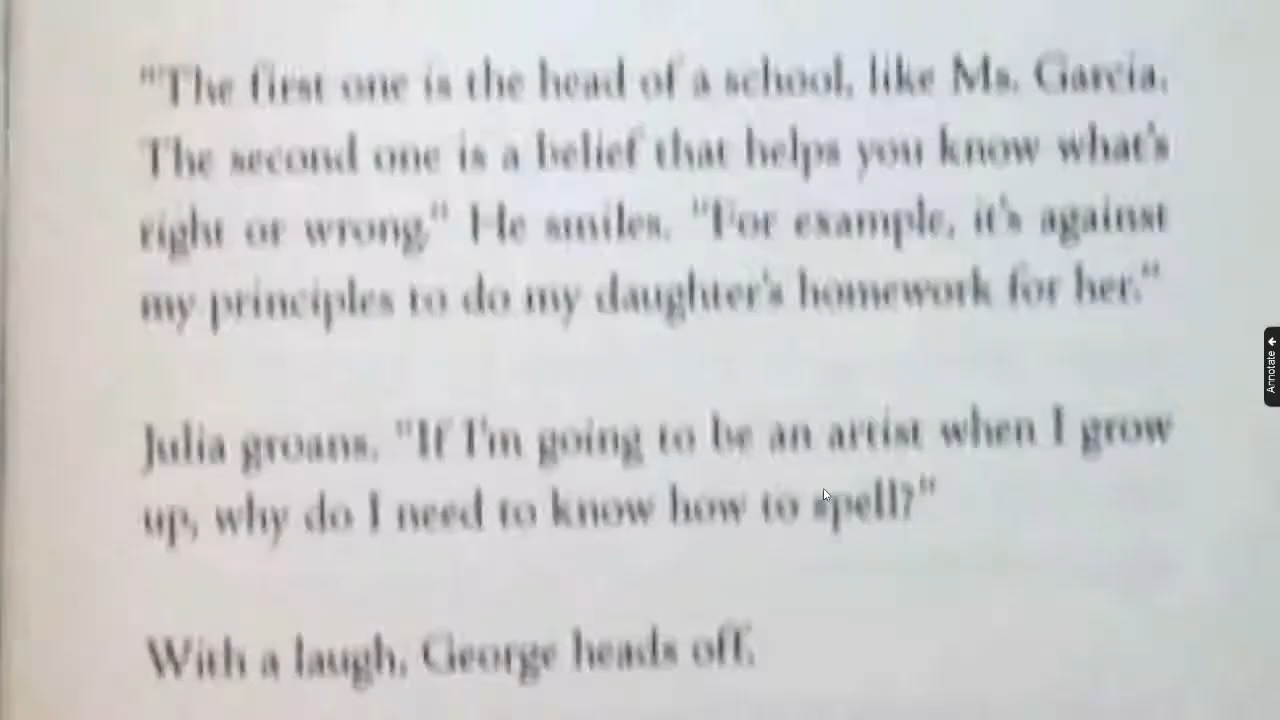 "The first one is the head of a school, like Ms. Garcia.
The second one is a belief that helps you know what's
right or wrong." He smiles. "For example, it's against
my principles to do my daughter's homework for her."
Julia groans. "If I'm going to be an artist when I grow
up, why do I need to know how to spell?"
With a laugh, George heads off.
Annotate